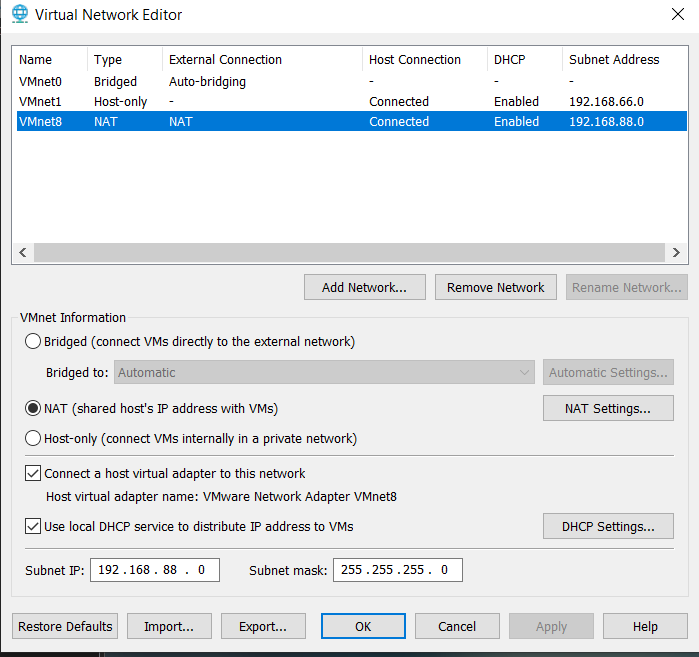 Virtual Network Editor
Name Type External Connection Host Connection DHCP Subnet Address
VMnet0 Bridged Auto-bridging - - -
VMnet1 Host-only - Connected Enabled 192.168.66.0
VMnet8 NAT NAT Connected Enabled 192.168.88.0
Add Network... Remove Network Rename Network...
VMnet Information
Bridged (connect VMs directly to the external network)
Bridged to: Automatic Automatic Settings...
NAT (shared host's IP address with VMs) NAT Settings...
Host-only (connect VMs internally in a private network)
Connect a host virtual adapter to this network
Host virtual adapter name: VMware Network Adapter VMnet8
Use local DHCP service to distribute IP address to VMs DHCP Settings...
Subnet IP: 192 . 168 . 88 . 0 Subnet mask: 255 . 255 . 255 . 0
Restore Defaults Import... Export... OK Cancel Apply Help